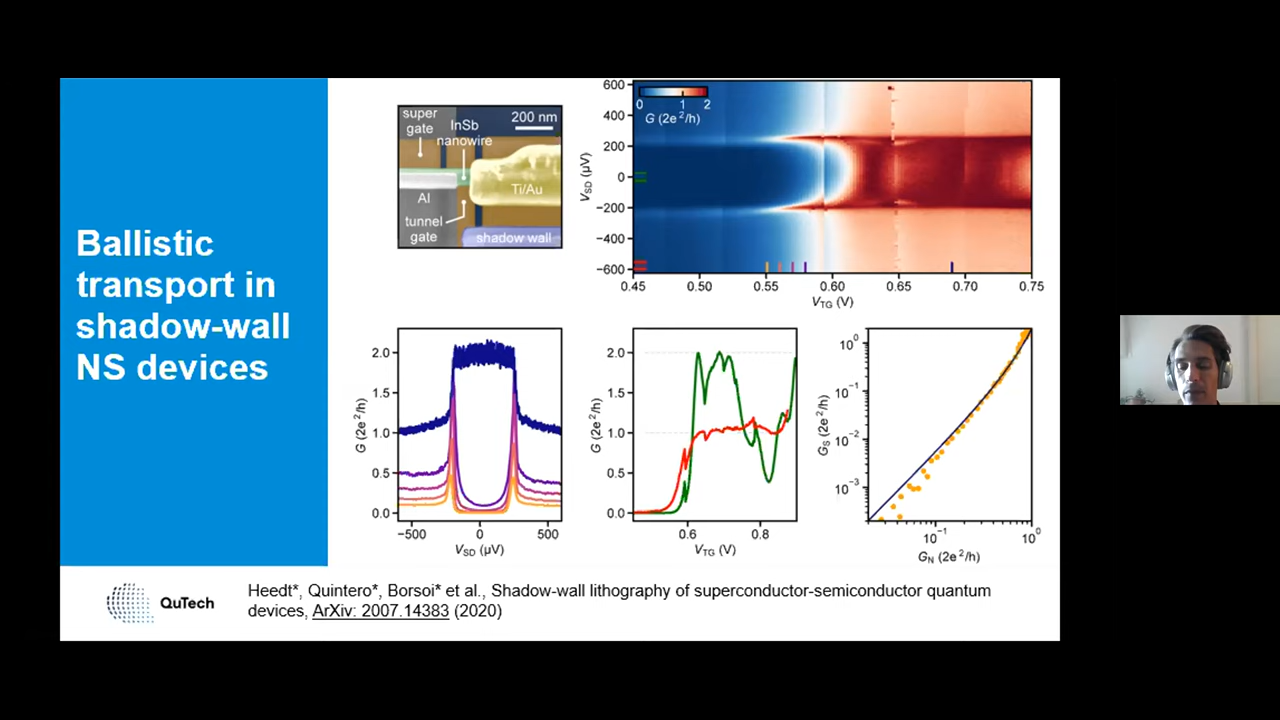 Ballistic
transport in
shadow-wall
NS devices
super
gate
InSb
nanowire
200 nm
Al
Ti/Au
tunnel
gate
shadow wall
0 1 2
G (2e²/h)
600
400
200
0
−200
−400
−600
V_SD (µV)
0.45 0.50 0.55 0.60 0.65 0.70 0.75
V_TG (V)
2.0
1.5
1.0
0.5
0.0
G (2e²/h)
−500 0 500
V_SD (µV)
2.0
1.5
1.0
0.5
0.0
G (2e²/h)
0.6 0.8
V_TG (V)
10⁰
10⁻¹
10⁻²
10⁻³
G_S (2e²/h)
10⁻¹ 10⁰
G_N (2e²/h)
QuTech
Heedt*, Quintero*, Borsoi* et al., Shadow-wall lithography of superconductor-semiconductor quantum
devices, ArXiv: 2007.14383 (2020)